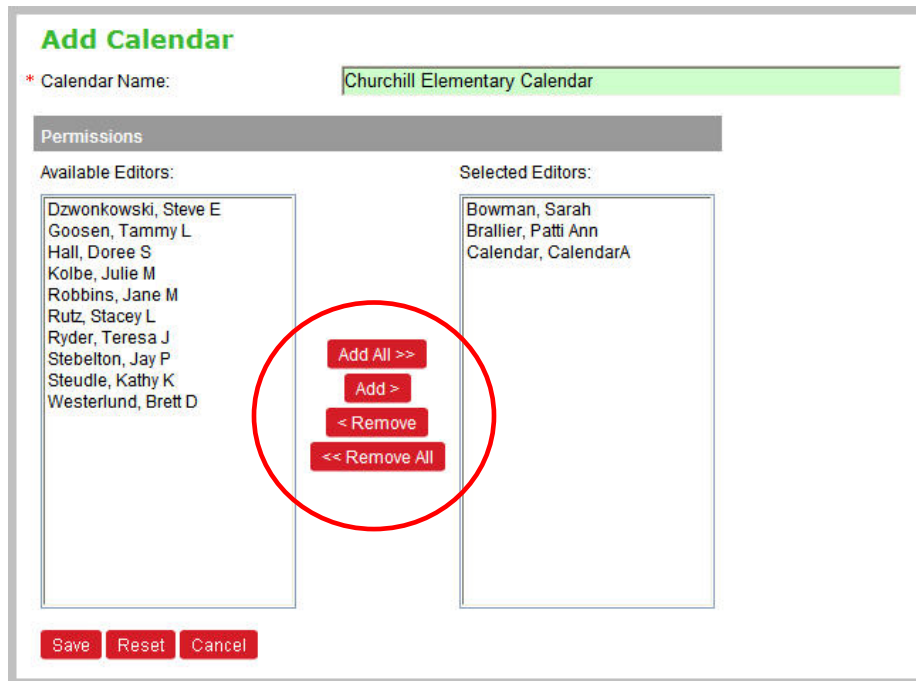 Add Calendar
* Calendar Name: Churchill Elementary Calendar
Permissions
Available Editors: Selected Editors:
Dzwonkowski, Steve E
Goosen, Tammy L
Hall, Doree S
Kolbe, Julie M
Robbins, Jane M
Rutz, Stacey L
Ryder, Teresa J
Stebelton, Jay P
Steudle, Kathy K
Westerlund, Brett D
Add All >>
Add >
< Remove
<< Remove All
Bowman, Sarah
Brallier, Patti Ann
Calendar, CalendarA
Save Reset Cancel